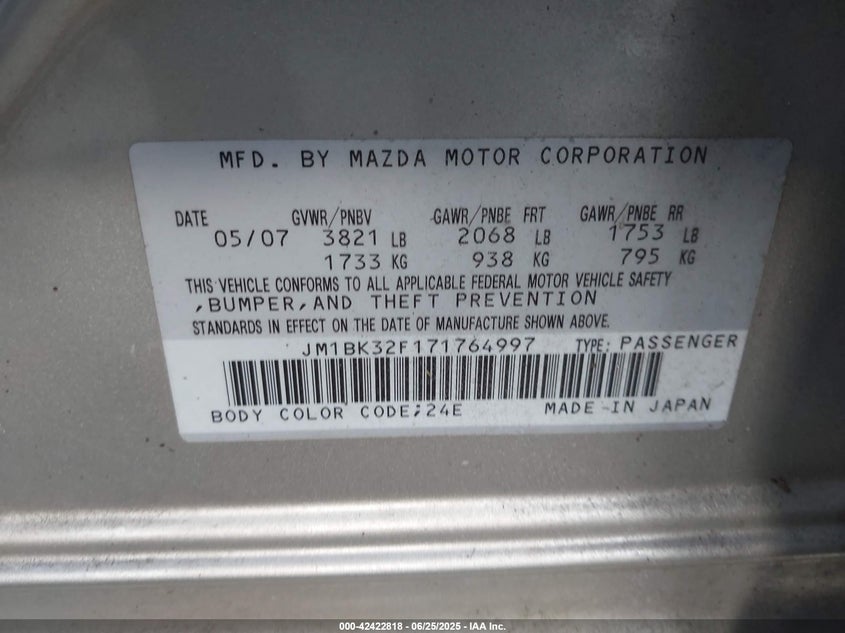 MFD. BY MAZDA MOTOR CORPORATION
DATE GVWR/PNBV GAWR/PNBE FRT GAWR/PNBE RR
05/07 3821 LB 2068 LB 1753 LB
1733 KG 938 KG 795 KG
THIS VEHICLE CONFORMS TO ALL APPLICABLE FEDERAL MOTOR VEHICLE SAFETY
,BUMPER,AND THEFT PREVENTION
STANDARDS IN EFFECT ON THE DATE OF MANUFACTURE SHOWN ABOVE.
JM1BK32F171764997 TYPE: PASSENGER
BODY COLOR CODE;24E MADE-IN JAPAN
000-42422818 - 06/25/2025 - IAA Inc.